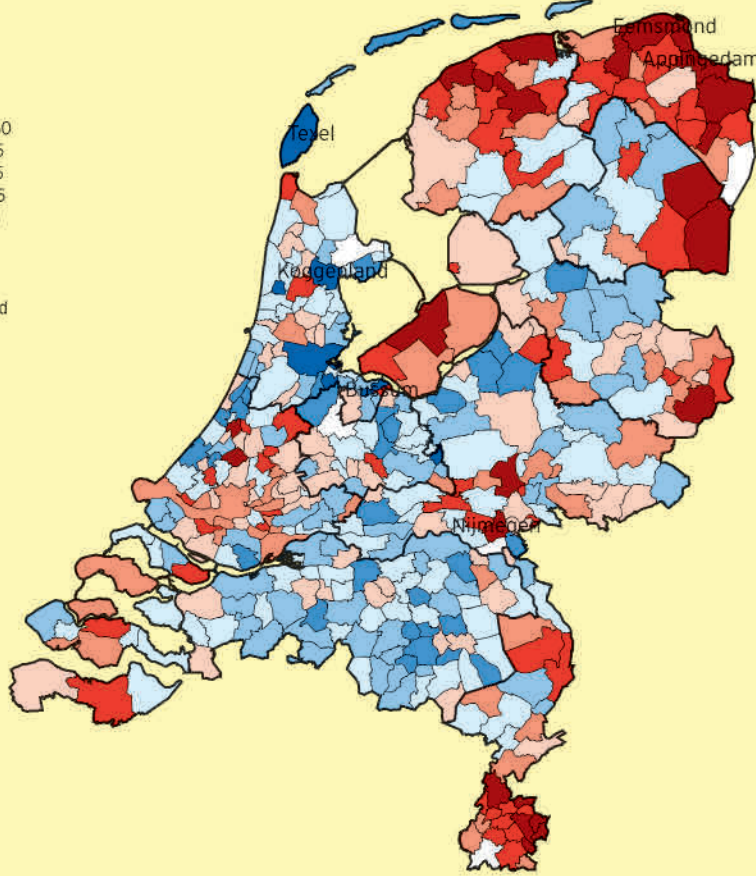 Eemsmond
Appingedam
Texel
Koggenland
Bussum
Nijmegen